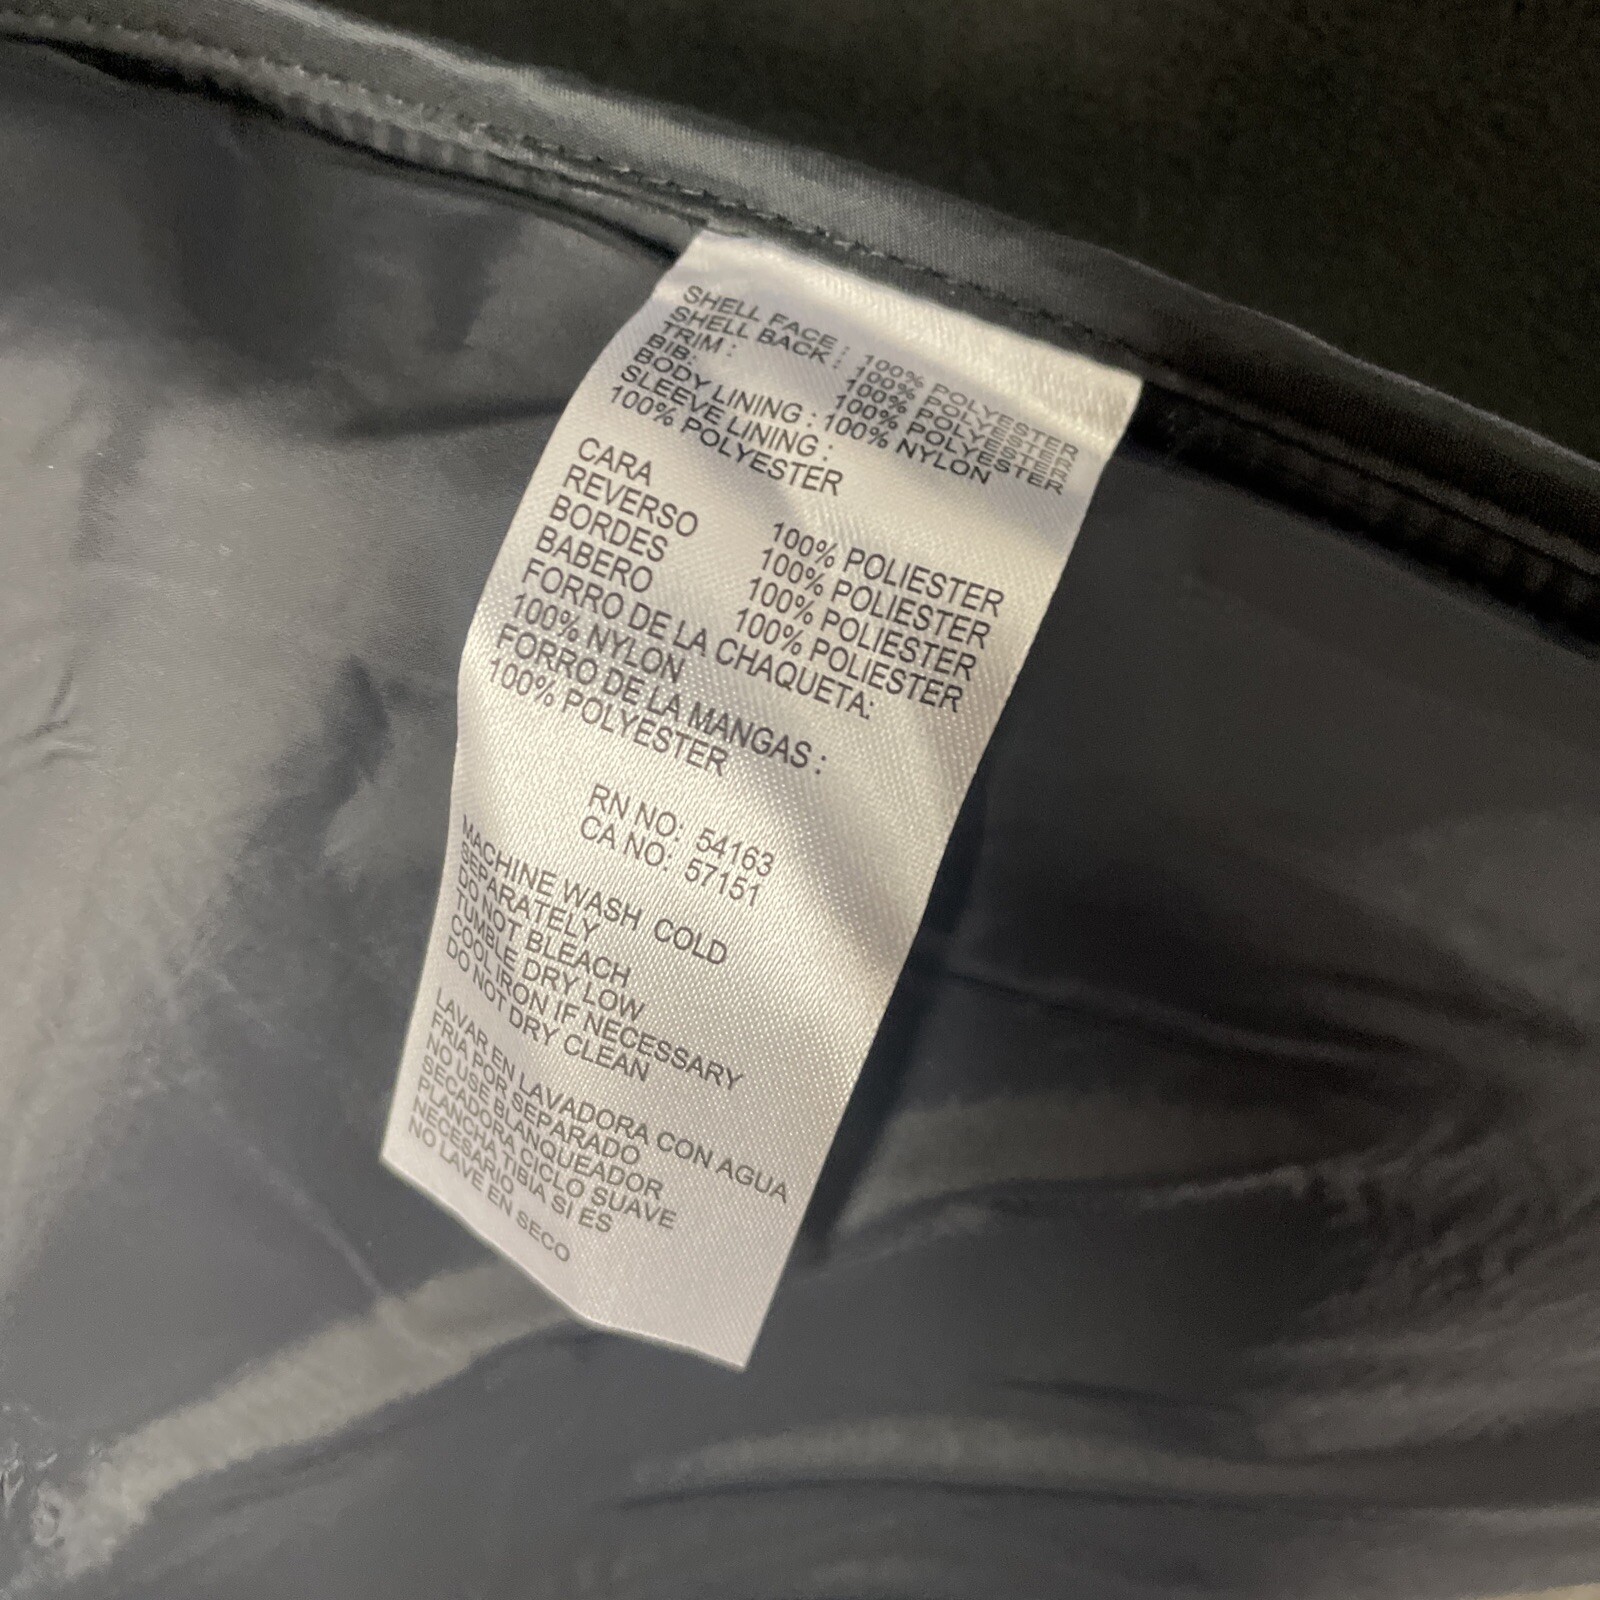 SHELL FACE : 100% POLYESTER
SHELL BACK : 100% POLYESTER
TRIM : 100% POLYESTER
BIB: 100% POLYESTER
BODY LINING : 100% NYLON
SLEEVE LINING :
100% POLYESTER
CARA 100% POLIESTER
REVERSO 100% POLIESTER
BORDES 100% POLIESTER
BABERO 100% POLIESTER
FORRO DE LA CHAQUETA:
100% NYLON
FORRO DE LA MANGAS :
100% POLYESTER
RN NO: 54163
CA NO: 57151
MACHINE WASH COLD
SEPARATELY
DO NOT BLEACH
TUMBLE DRY LOW
COOL IRON IF NECESSARY
DO NOT DRY CLEAN
LAVAR EN LAVADORA CON AGUA
FRIA POR SEPARADO
NO USE BLANQUEADOR
SECADORA CICLO SUAVE
PLANCHA TIBIA SI ES
NECESARIO
NO LAVE EN SECO